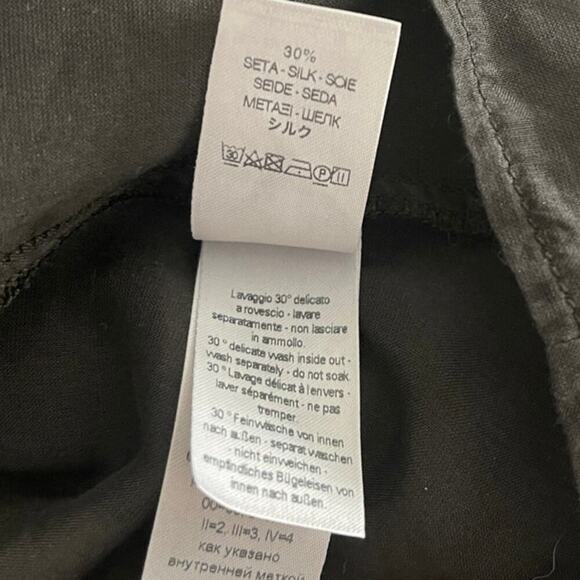 30%
SETA - SILK - SOIE
SEIDE - SEDA
ΜΕΤΑΞΙ - ШЕЛК
シルク
30 P
Lavaggio 30° delicato
a rovescio - lavare
separatamente - non lasciare
in ammollo.
30 ° delicate wash inside out -
wash separately - do not soak
30 ° Lavage délicat à lenvers -
laver séparément - ne pas
tremper.
30 ° Feinwäsche von innen
nach außen - separat waschen
- nicht einweichen -
empfindliches Bügeleisen von
innen nach außen.
II=2, III=3, IV=4
как указано
внутренней меткой